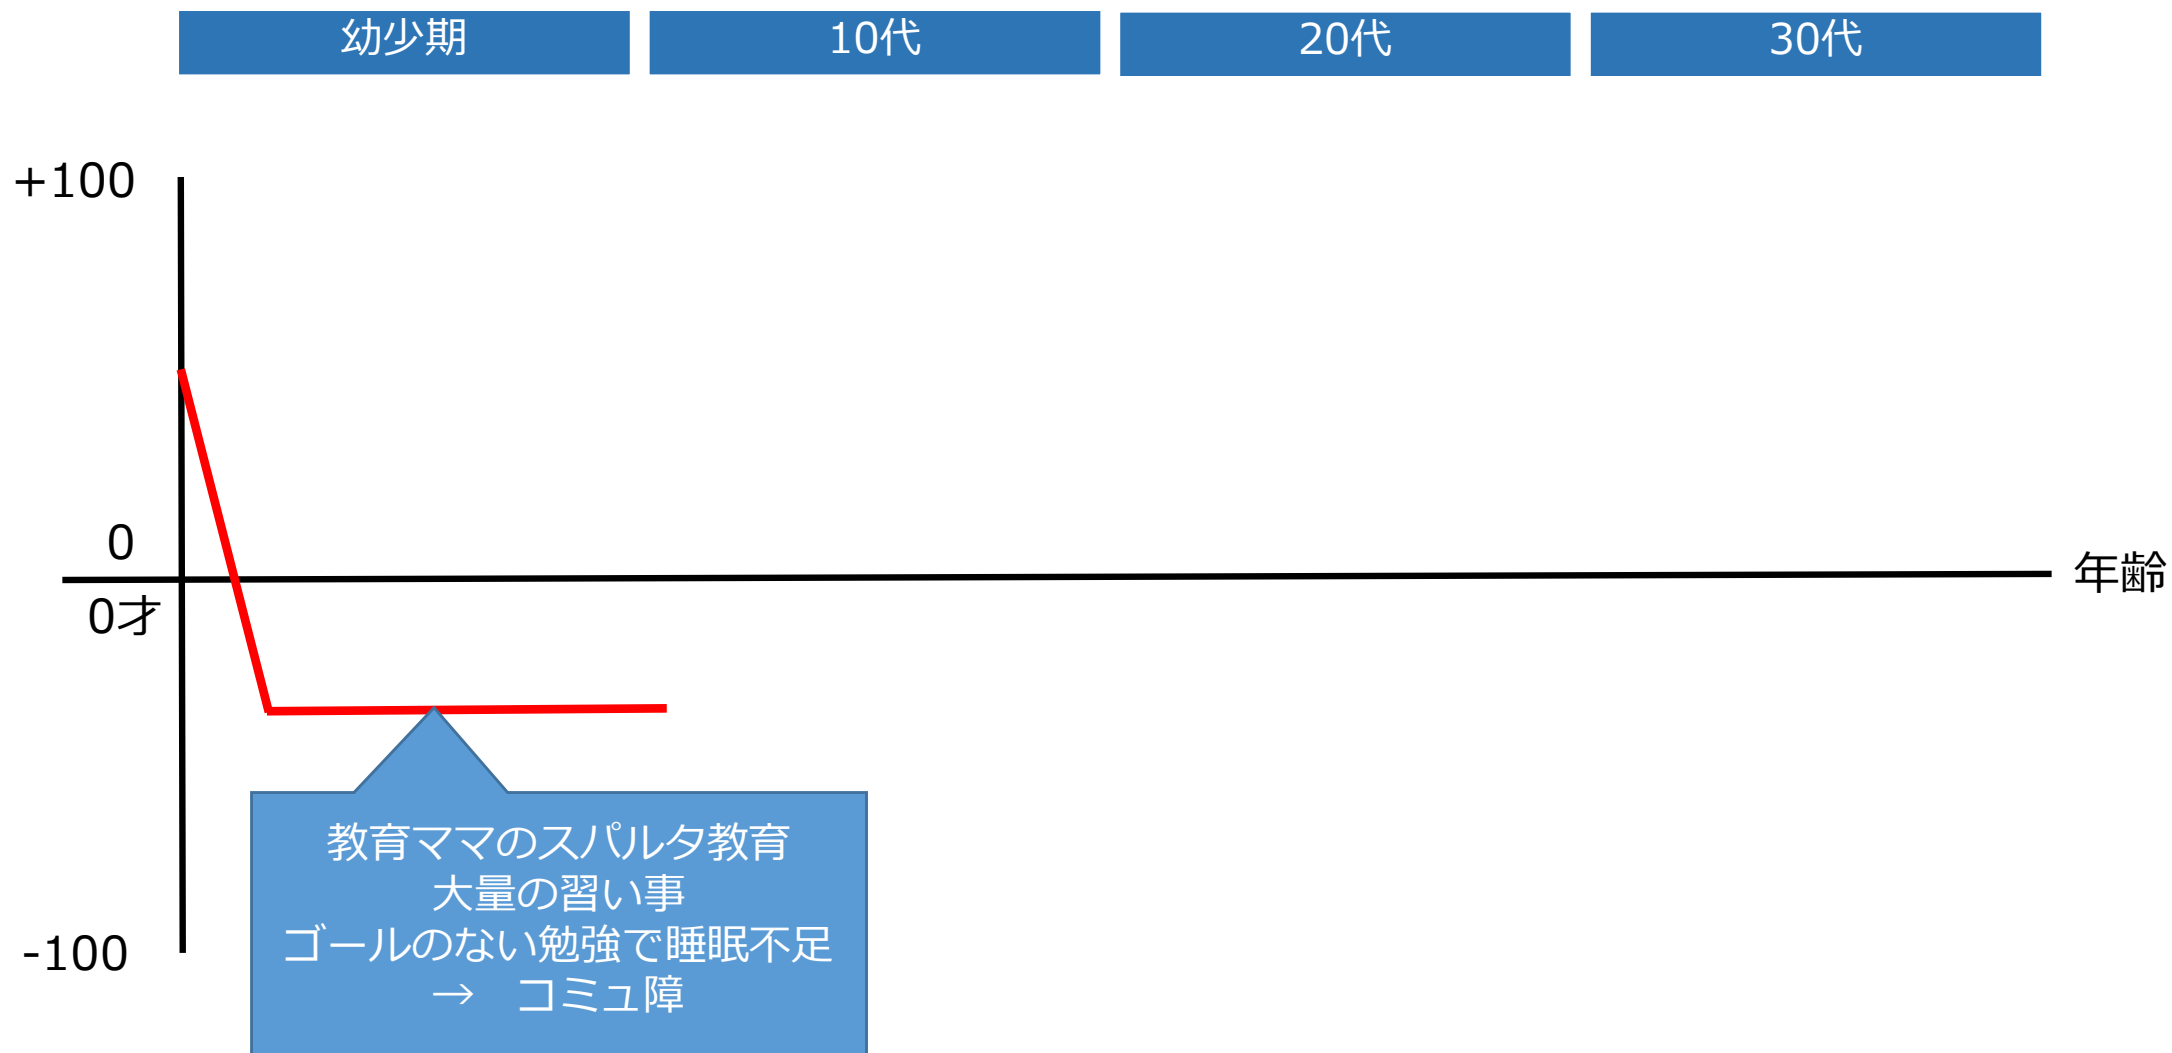 幼少期
10代
20代
30代
+100
0
0才
年齢
-100
教育ママのスパルタ教育
大量の習い事
ゴールのない勉強で睡眠不足
→　コミュ障